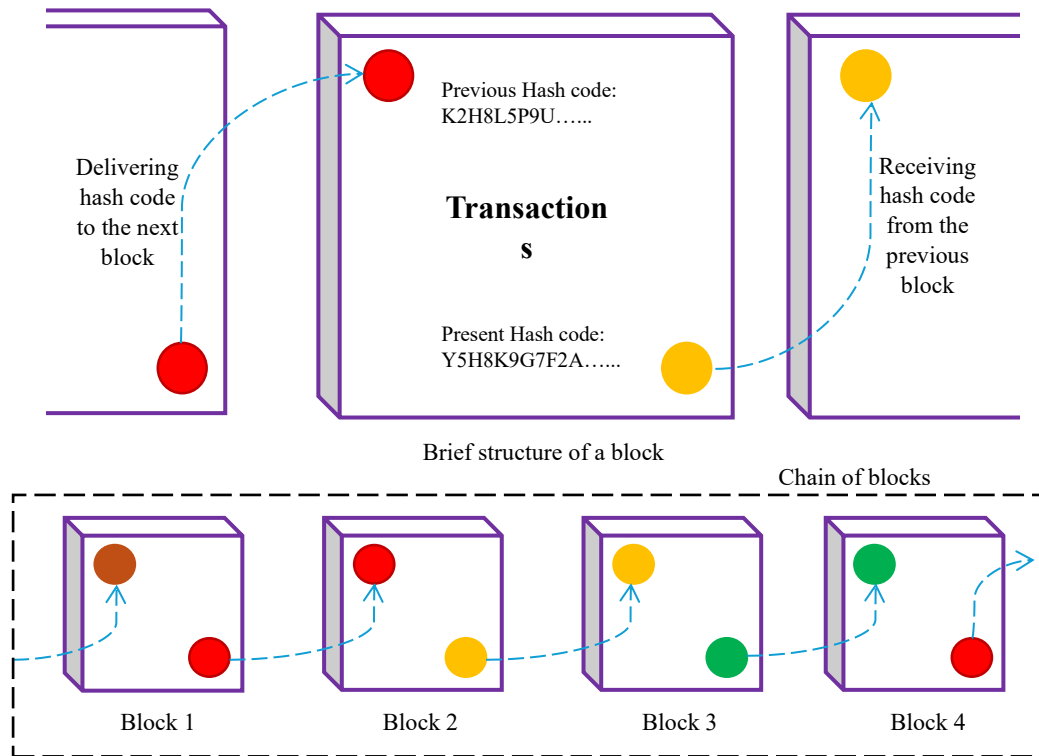 Delivering
hash code
to the next
block
Previous Hash code:
K2H8L5P9U…...
Transaction
s
Present Hash code:
Y5H8K9G7F2A…...
Receiving
hash code
from the
previous
block
Brief structure of a block
Chain of blocks
Block 1
Block 2
Block 3
Block 4